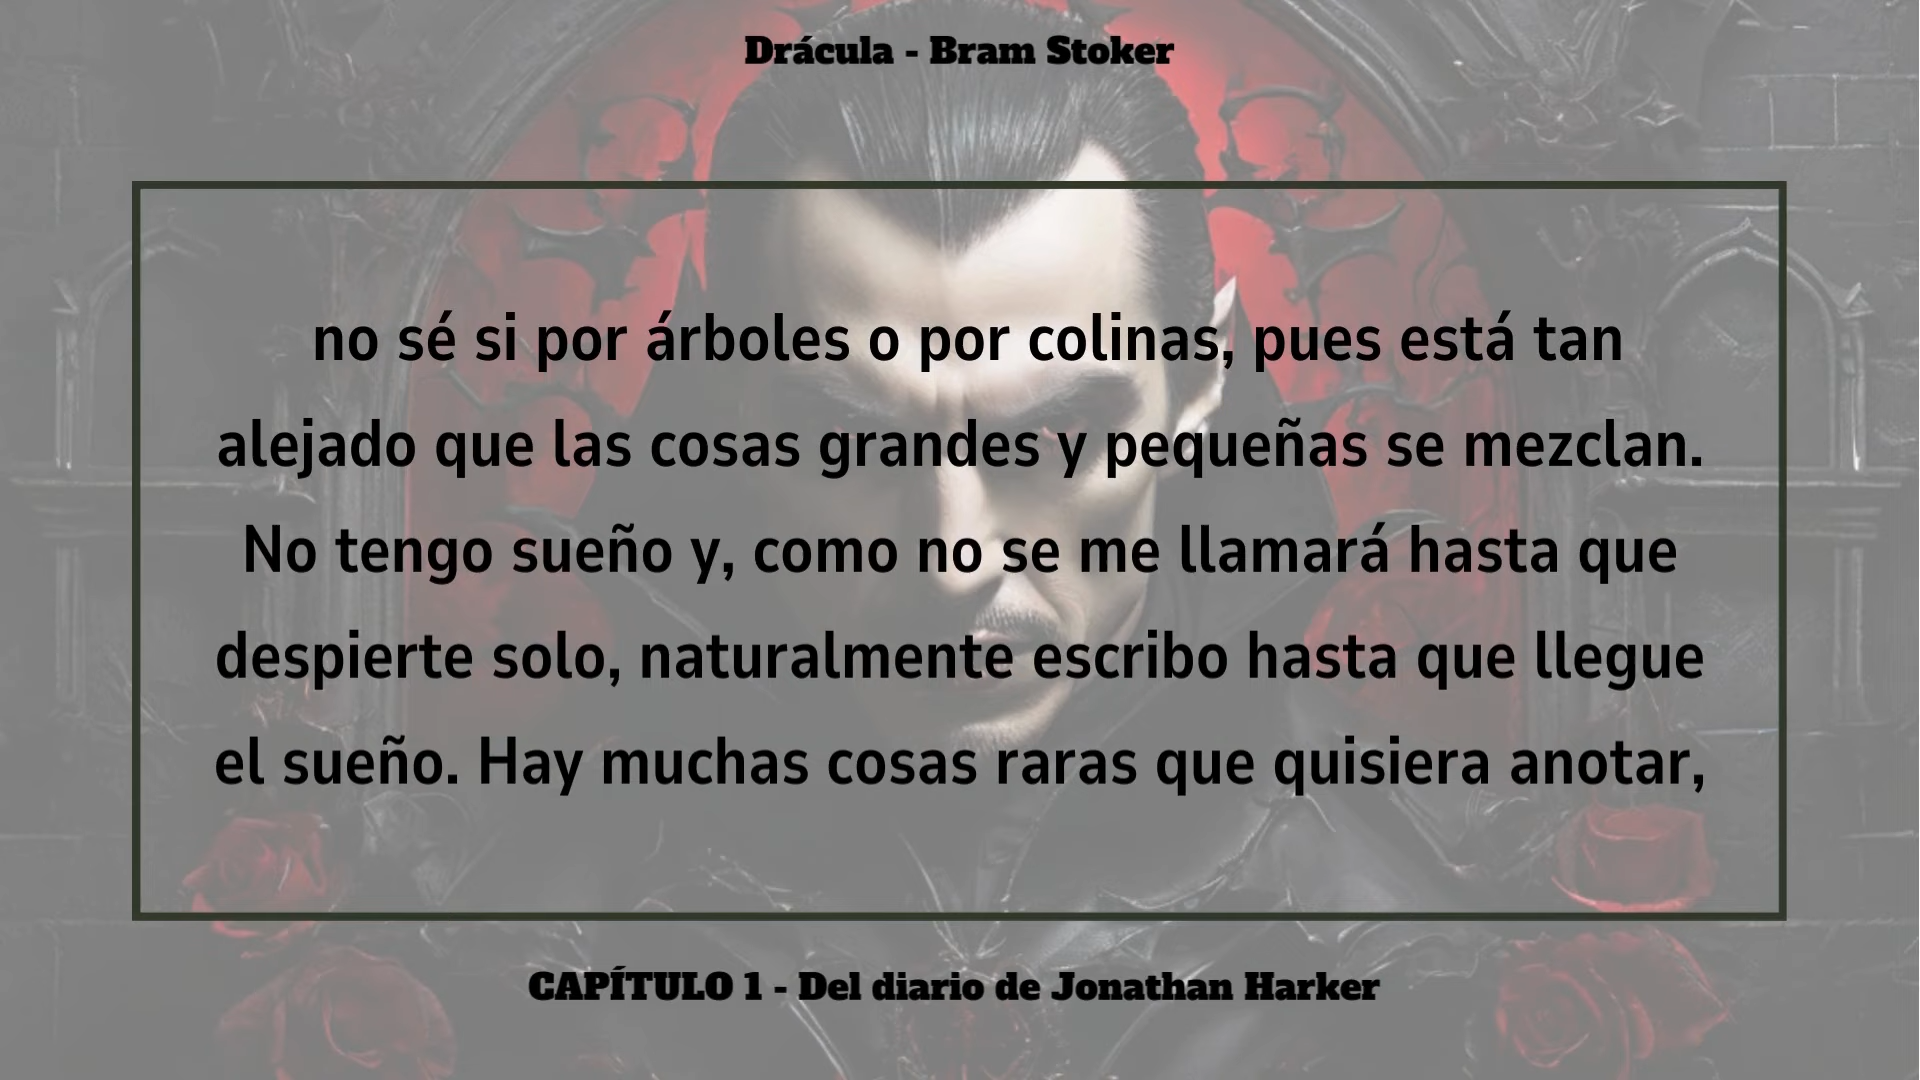 Drácula - Bram Stoker
no sé si por árboles o por colinas, pues está tan
alejado que las cosas grandes y pequeñas se mezclan.
No tengo sueño y, como no se me llamará hasta que
despierte solo, naturalmente escribo hasta que llegue
el sueño. Hay muchas cosas raras que quisiera anotar,
CAPÍTULO 1 - Del diario de Jonathan Harker